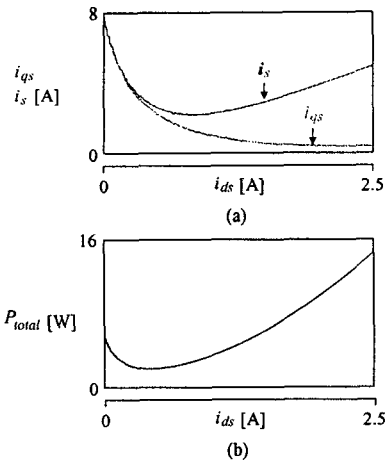 8
i_qs
i_s [A]
i_s
i_qs
0
0
i_ds [A]
2.5
(a)
16
P_total [W]
0
0
i_ds [A]
2.5
(b)